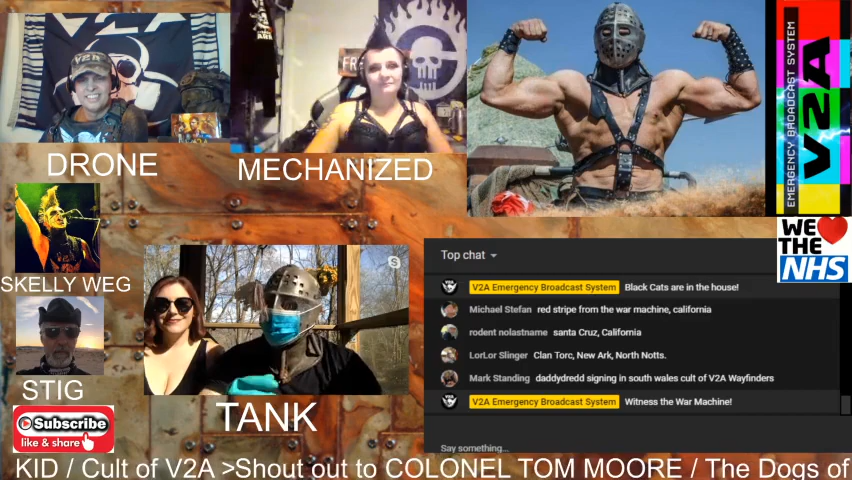 V2A
V2A
FRE
DRONE
MECHANIZED
EMERGENCY BROADCAST SYSTEM
V2A
WE
THE
NHS
SKELLY WEG
STIG
TANK
S
Subscribe
like & share
Top chat
V2A Emergency Broadcast System Black Cats are in the house!
Michael Stefan red stripe from the war machine, california
rodent nolastname santa Cruz, California
LorLor Slinger Clan Torc, New Ark, North Notts.
Mark Standing daddydredd signing in south wales cult of V2A Wayfinders
V2A Emergency Broadcast System Witness the War Machine!
Say something...
KID / Cult of V2A >Shout out to COLONEL TOM MOORE / The Dogs of